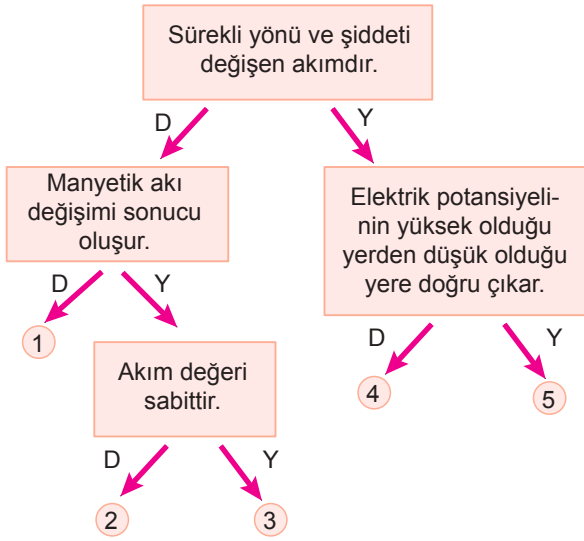 Sürekli yönü ve şiddeti
değişen akımdır.
D
Y
Manyetik akı
değişimi sonucu
oluşur.
Elektrik potansiyeli-
nin yüksek olduğu
yerden düşük olduğu
yere doğru çıkar.
D
Y
D
Y
1
Akım değeri
sabittir.
4
5
D
Y
2
3